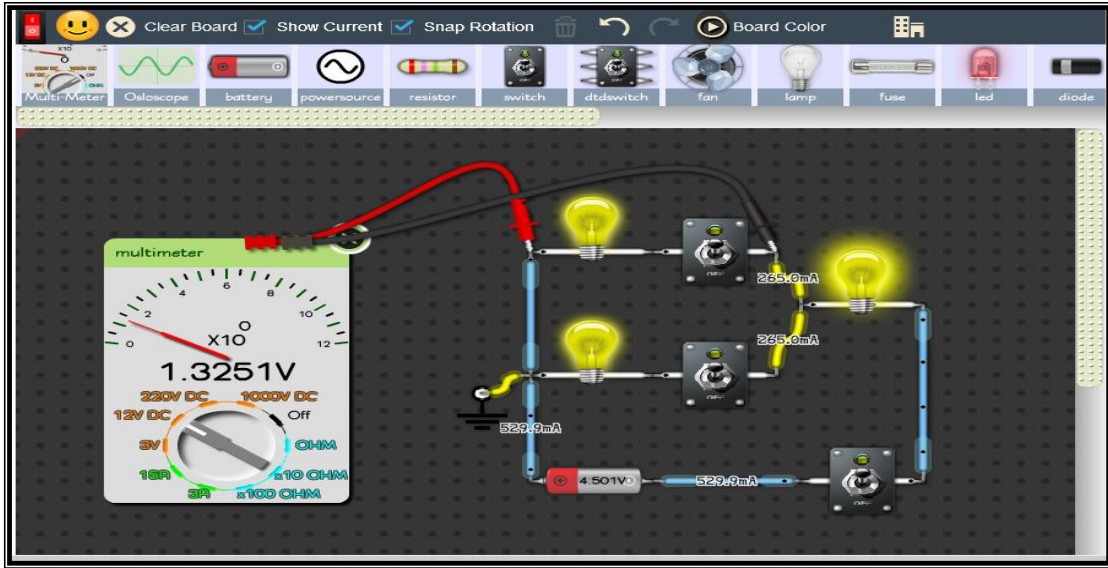 Clear Board Show Current Snap Rotation Board Color
Multi-Meter Osloscope battery powersource resistor switch dtdswitch fan lamp fuse led diode
multimeter
0 2 4 6 8 10 12
X10
1.3251V
220V DC 1000V DC
12V DC Off
3V OHM
x10 OHM
3A x100 OHM
265.0mA
265.0mA
529.9mA
4.501V
529.9mA